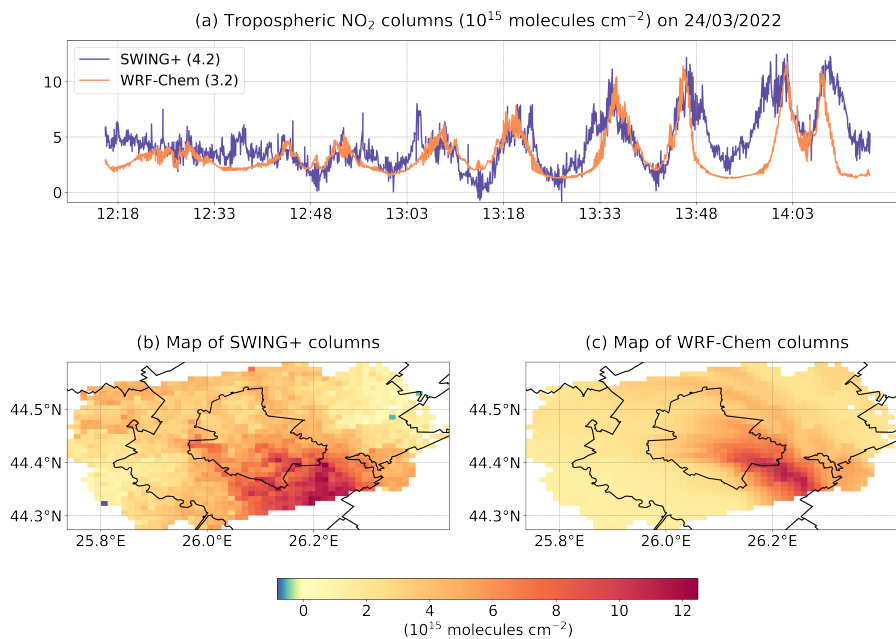 (a) Tropospheric NO₂ columns (10¹⁵ molecules cm⁻²) on 24/03/2022
SWING+ (4.2)
WRF-Chem (3.2)
10
5
0
12:18 12:33 12:48 13:03 13:18 13:33 13:48 14:03
(b) Map of SWING+ columns (c) Map of WRF-Chem columns
44.5°N 44.5°N
44.4°N 44.4°N
44.3°N 44.3°N
25.8°E 26.0°E 26.2°E 25.8°E 26.0°E 26.2°E
0 2 4 6 8 10 12
(10¹⁵ molecules cm⁻²)